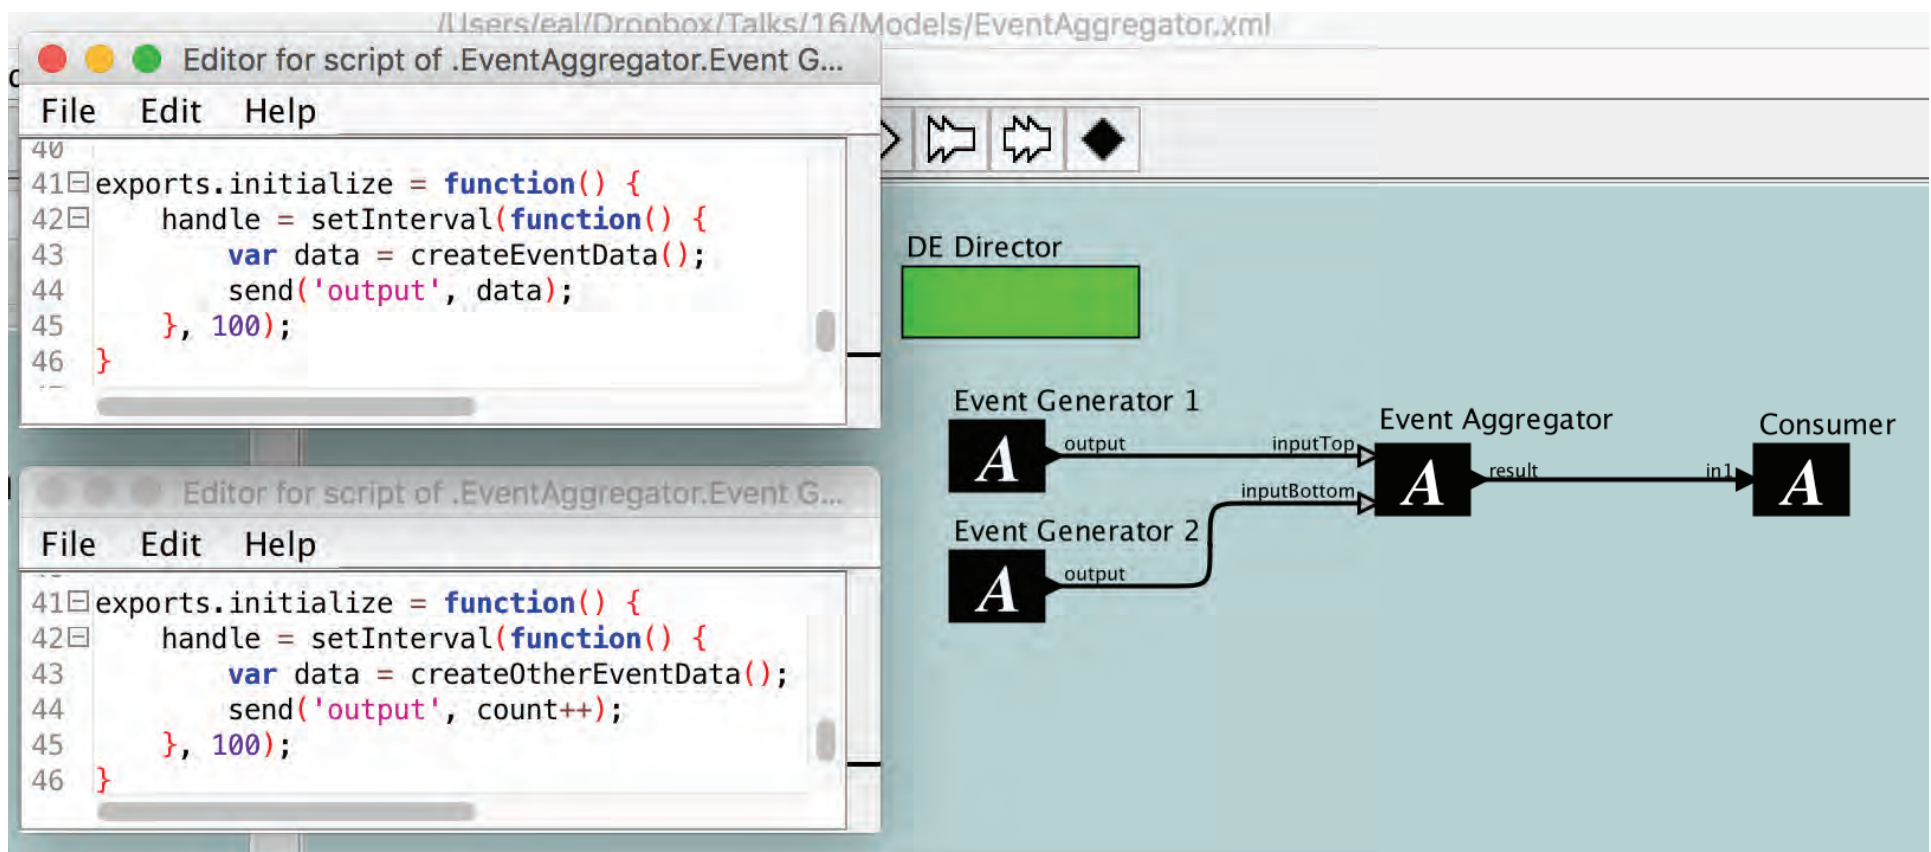 /Users/eal/Dropbox/Talks/16/Models/EventAggregator.xml
Editor for script of .EventAggregator.Event G...
File Edit Help
40
41 exports.initialize = function() {
42 handle = setInterval(function() {
43 var data = createEventData();
44 send('output', data);
45 }, 100);
46 }
Editor for script of .EventAggregator.Event G...
File Edit Help
41 exports.initialize = function() {
42 handle = setInterval(function() {
43 var data = createOtherEventData();
44 send('output', count++);
45 }, 100);
46 }
DE Director
Event Generator 1
A
output
inputTop
Event Generator 2
A
output
inputBottom
Event Aggregator
A
result
Consumer
in1
A